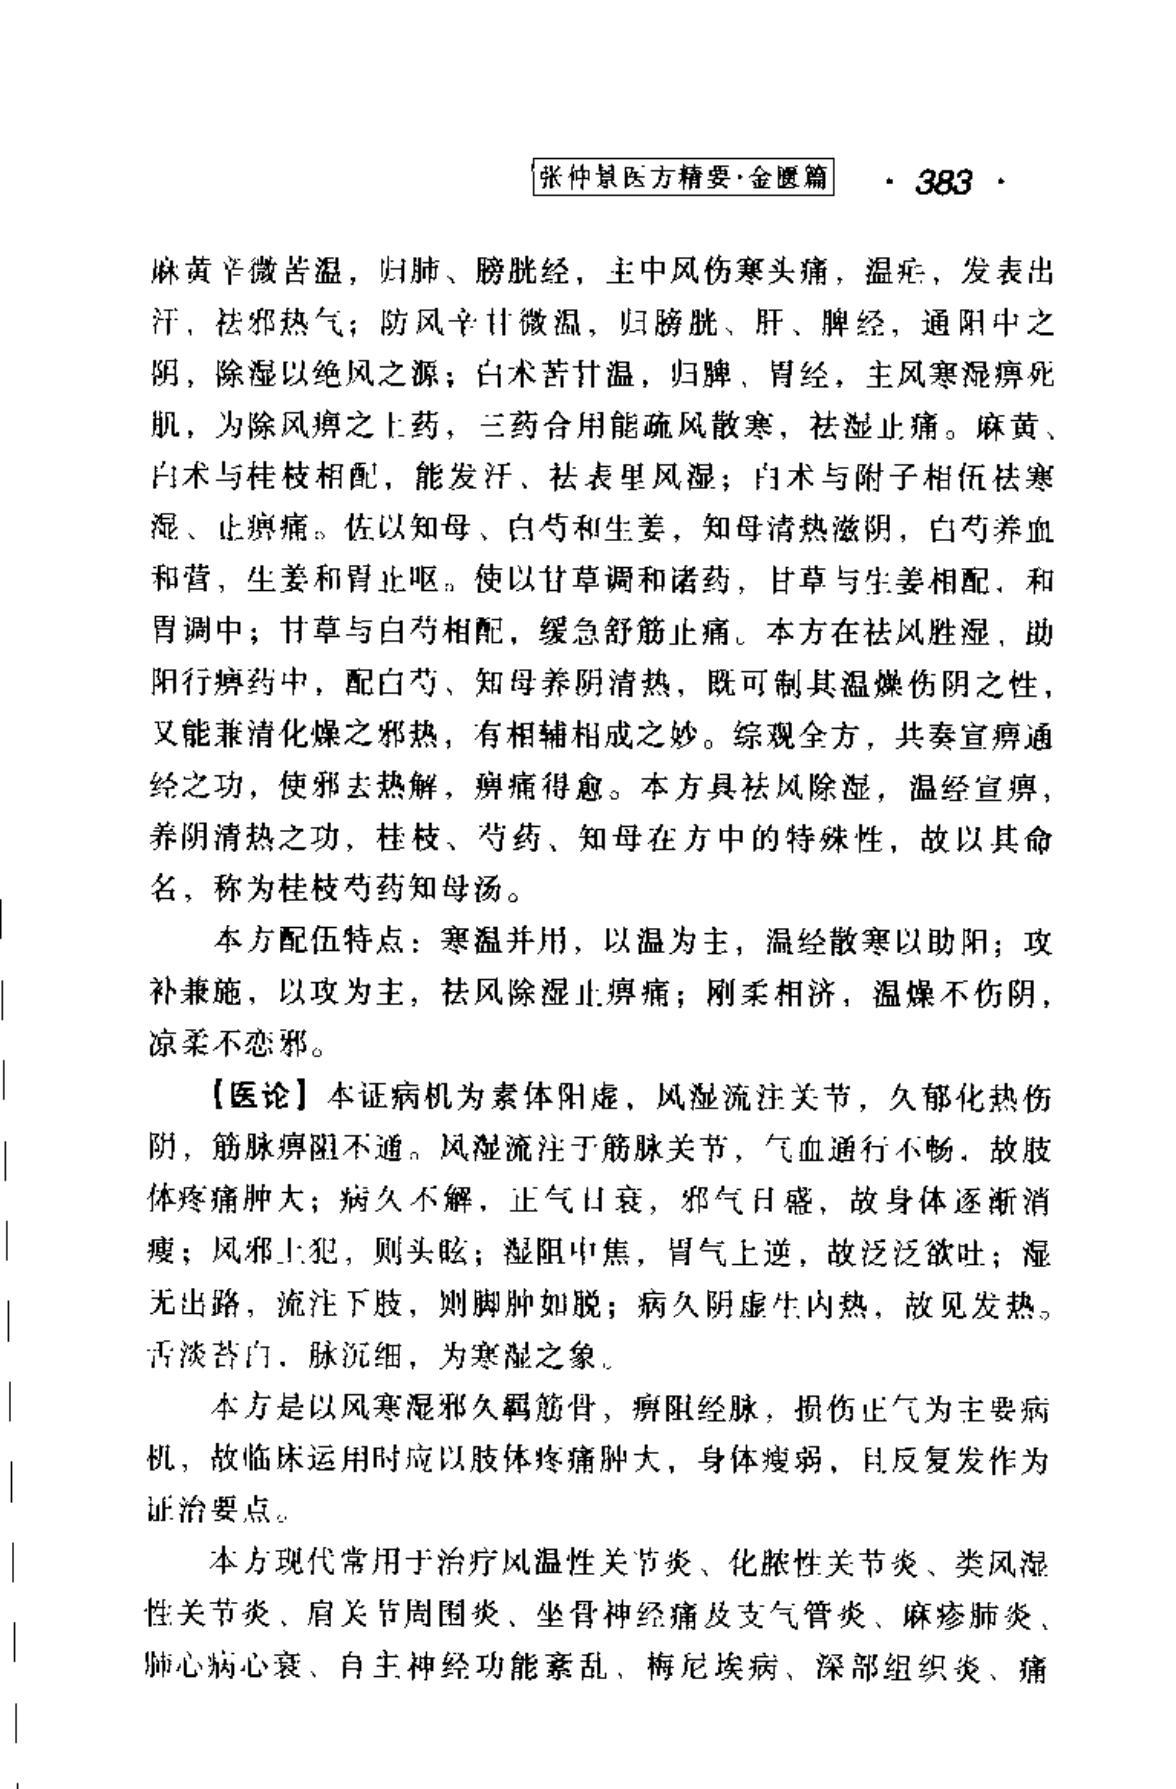 张仲景医方精要·金匮篇 · 383 ·
麻黄辛微苦温，归肺、膀胱经，主中风伤寒头痛，温疟，发表出
汗，祛邪热气；防风辛甘微温，归膀胱、肝、脾经，通阳中之
阴，除湿以绝风之源；白术苦甘温，归脾、胃经，主风寒湿痹死
肌，为除风痹之上药，三药合用能疏风散寒，祛湿止痛。麻黄、
白术与桂枝相配，能发汗、祛表里风湿；白术与附子相伍祛寒
湿、止痹痛。佐以知母、白芍和生姜，知母清热滋阴，白芍养血
和营，生姜和胃止呕。使以甘草调和诸药，甘草与生姜相配，和
胃调中；甘草与白芍相配，缓急舒筋止痛。本方在祛风胜湿，助
阳行痹药中，配白芍、知母养阴清热，既可制其温燥伤阴之性，
又能兼清化燥之邪热，有相辅相成之妙。综观全方，共奏宣痹通
经之功，使邪去热解，痹痛得愈。本方具祛风除湿，温经宣痹，
养阴清热之功，桂枝、芍药、知母在方中的特殊性，故以其命
名，称为桂枝芍药知母汤。
本方配伍特点：寒温并用，以温为主，温经散寒以助阳；攻
补兼施，以攻为主，祛风除湿止痹痛；刚柔相济，温燥不伤阴，
凉柔不恋邪。
【医论】本证病机为素体阳虚，风湿流注关节，久郁化热伤
阴，筋脉痹阻不通。风湿流注于筋脉关节，气血通行不畅，故肢
体疼痛肿大；病久不解，正气日衰，邪气日盛，故身体逐渐消
瘦；风邪上犯，则头眩；湿阻中焦，胃气上逆，故泛泛欲吐；湿
无出路，流注下肢，则脚肿如脱；病久阴虚生内热，故见发热。
舌淡苔白，脉沉细，为寒湿之象。
本方是以风寒湿邪久羁筋骨，痹阻经脉，损伤正气为主要病
机，故临床运用时应以肢体疼痛肿大，身体瘦弱，且反复发作为
证治要点。
本方现代常用于治疗风温性关节炎、化脓性关节炎、类风湿
性关节炎、肩关节周围炎、坐骨神经痛及支气管炎、麻疹肺炎、
肺心病心衰、自主神经功能紊乱、梅尼埃病、深部组织炎、痛